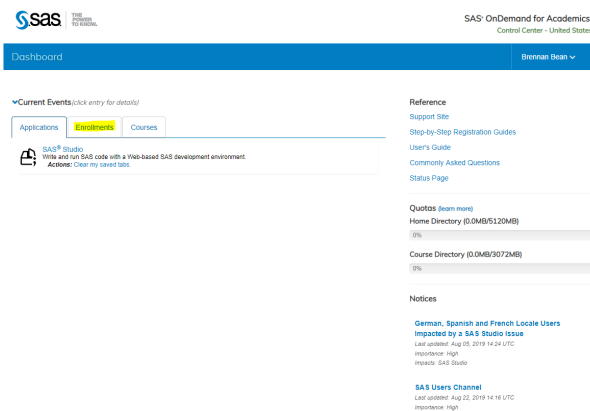 sas THE POWER TO KNOW.
SAS® OnDemand for Academics
Control Center - United States
Dashboard
Brennan Bean
Current Events (click entry for details)
Applications Enrollments Courses
SAS® Studio
Write and run SAS code with a Web-based SAS development environment.
Actions: Clear my saved tabs.
Reference
Support Site
Step-by-Step Registration Guides
User's Guide
Commonly Asked Questions
Status Page
Quotas (learn more)
Home Directory (0.0MB/5120MB)
0%
Course Directory (0.0MB/3072MB)
0%
Notices
German, Spanish and French Locale Users
Impacted by a SAS Studio Issue
Last updated: Aug 05, 2019 14:24 UTC
Importance: High
Impacts: SAS Studio
SAS Users Channel
Last updated: Aug 22, 2019 14:16 UTC
Importance: High